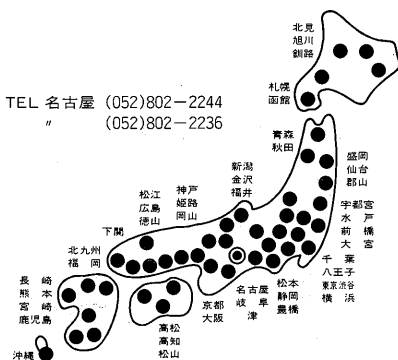 北見
旭川
釧路
札幌
函館
TEL 名古屋 (052)802-2244
〃 (052)802-2236
青森
秋田
盛岡
仙台
郡山
新潟
金沢
福井
神戸
姫路
岡山
松江
広島
徳山
下関
宇都宮
水戸
前橋
大宮
北九州
福岡
千葉
八王子
東京渋谷
横浜
長崎
熊本
宮崎
鹿児島
松本
静岡
豊橋
名古屋
岐阜
津
京都
大阪
高松
高知
松山
沖縄